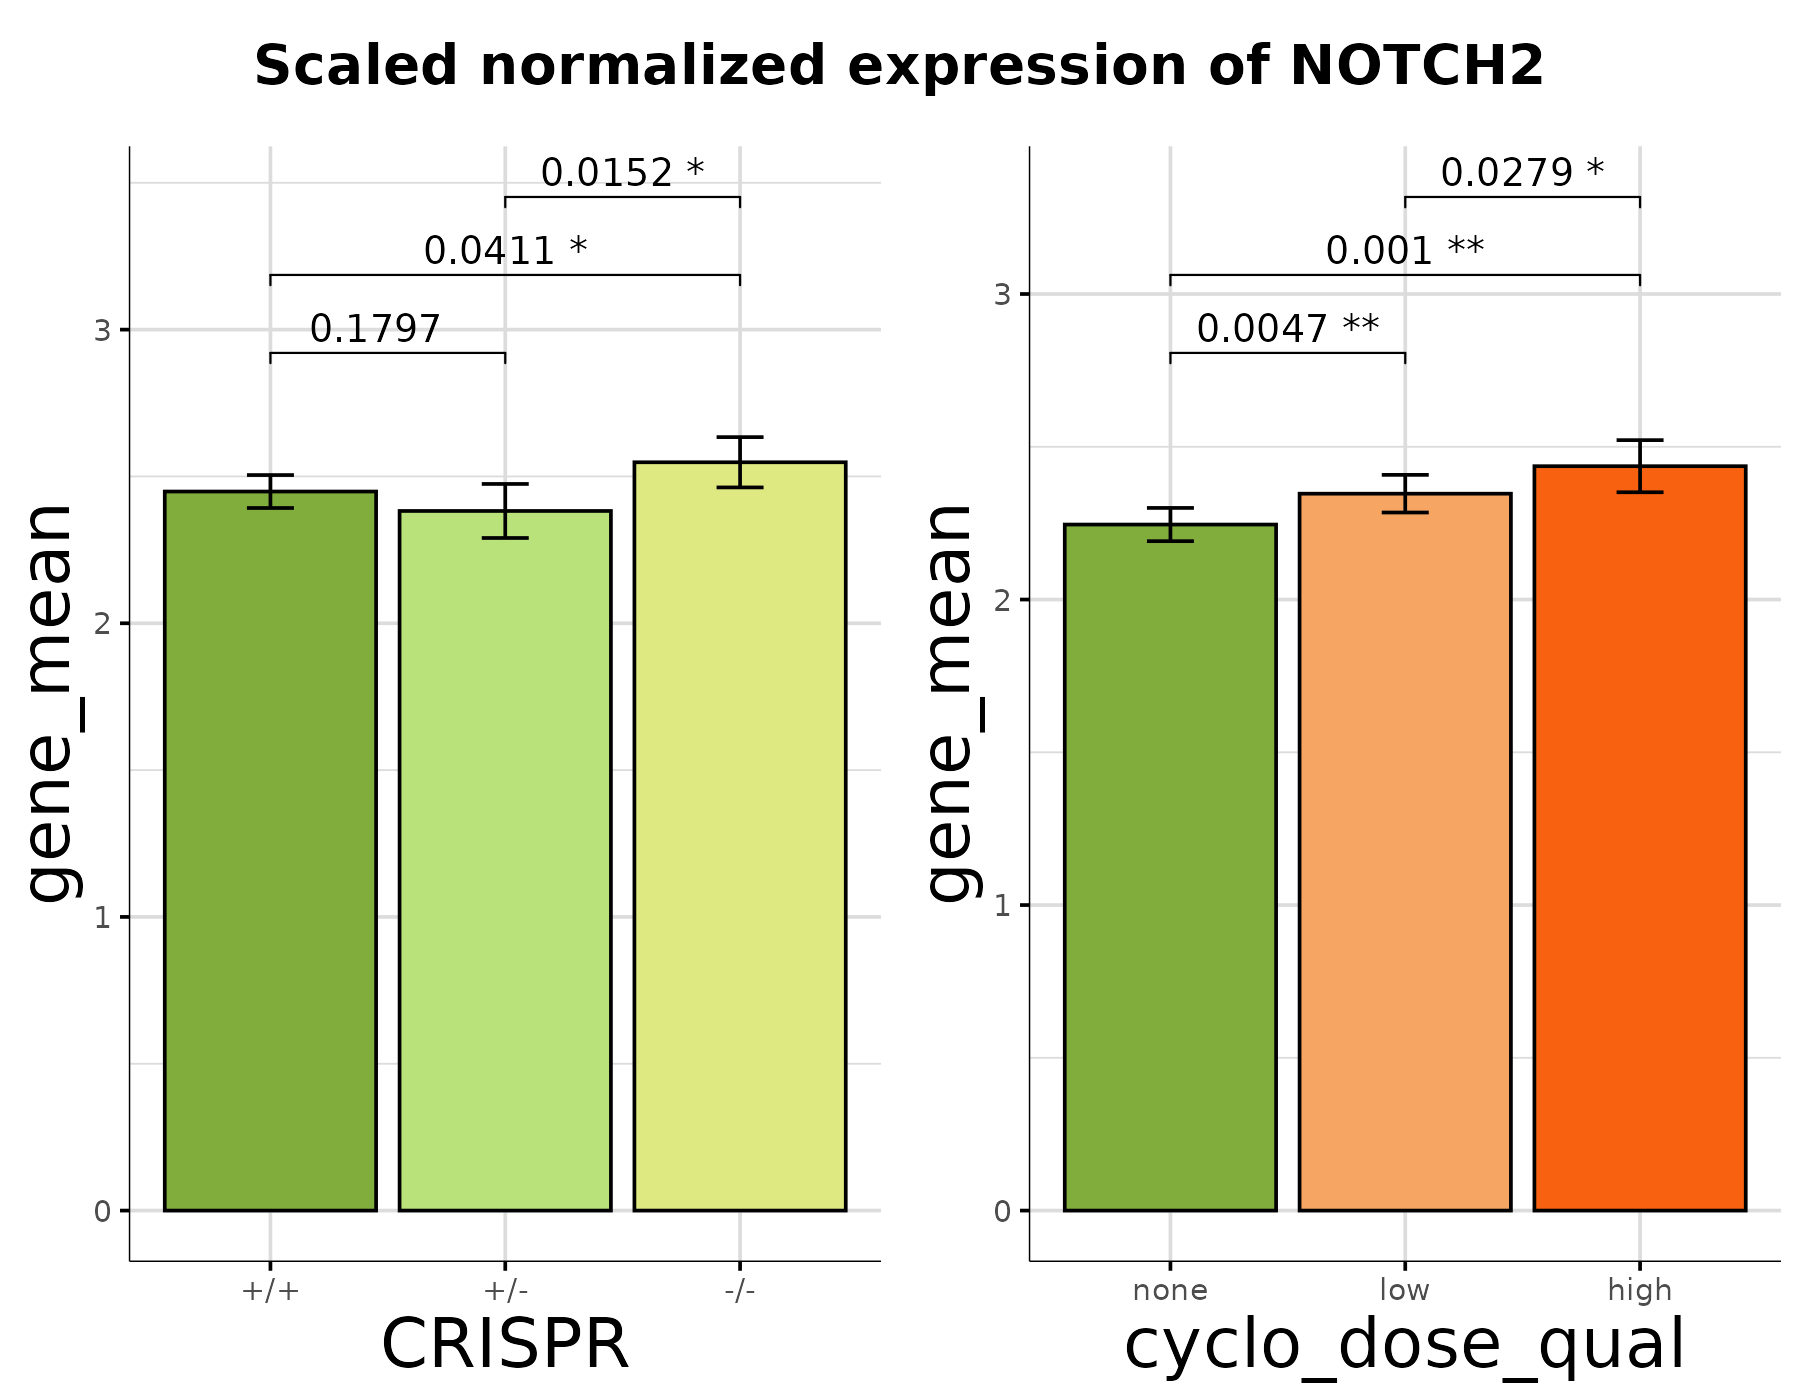 Scaled normalized expression of NOTCH2
0.0152 *
0.0411 *
0.1797
3
2
1
0
gene_mean
+/+ +/- -/-
CRISPR
0.0279 *
0.001 **
0.0047 **
3
2
1
0
gene_mean
none low high
cyclo_dose_qual